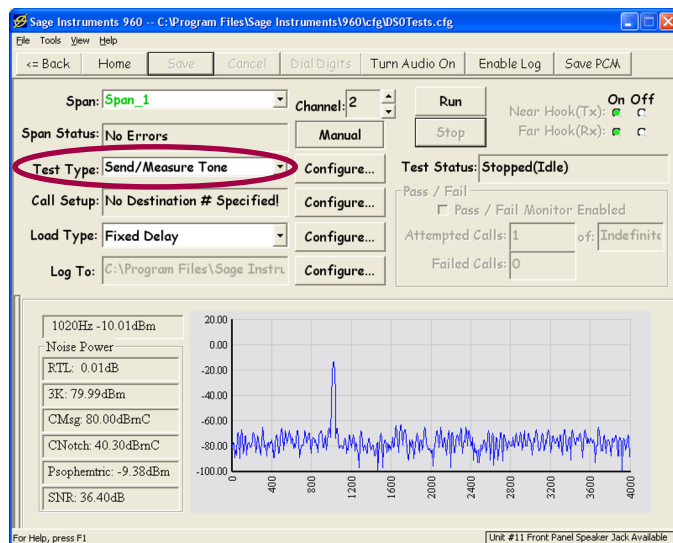 Sage Instruments 960 -- C:\Program Files\Sage Instruments\960\cfg\DS0Tests.cfg
File Tools View Help
<= Back Home Save Cancel Dial Digits Turn Audio On Enable Log Save PCM
Span: Span_1 Channel: 2 Run On Off
Near Hook(Tx):
Span Status: No Errors Manual Stop Far Hook(Rx):
Test Type: Send/Measure Tone Configure... Test Status: Stopped(Idle)
Call Setup: No Destination # Specified! Configure... Pass / Fail
Pass / Fail Monitor Enabled
Load Type: Fixed Delay Configure... Attempted Calls: 1 of: Indefinite
Log To: C:\Program Files\Sage Instru Configure... Failed Calls: 0
1020Hz -10.01dBm
Noise Power
RTL: 0.01dB
3K: 79.99dBrn
CMsg: 80.00dBrnC
CNotch: 40.30dBrnC
Psophemtric: -9.38dBm
SNR: 36.40dB
20.00
0.00
-20.00
-40.00
-60.00
-80.00
-100.00
0 400 800 1200 1600 2000 2400 2800 3200 3600 4000
For Help, press F1 Unit #11 Front Panel Speaker Jack Available